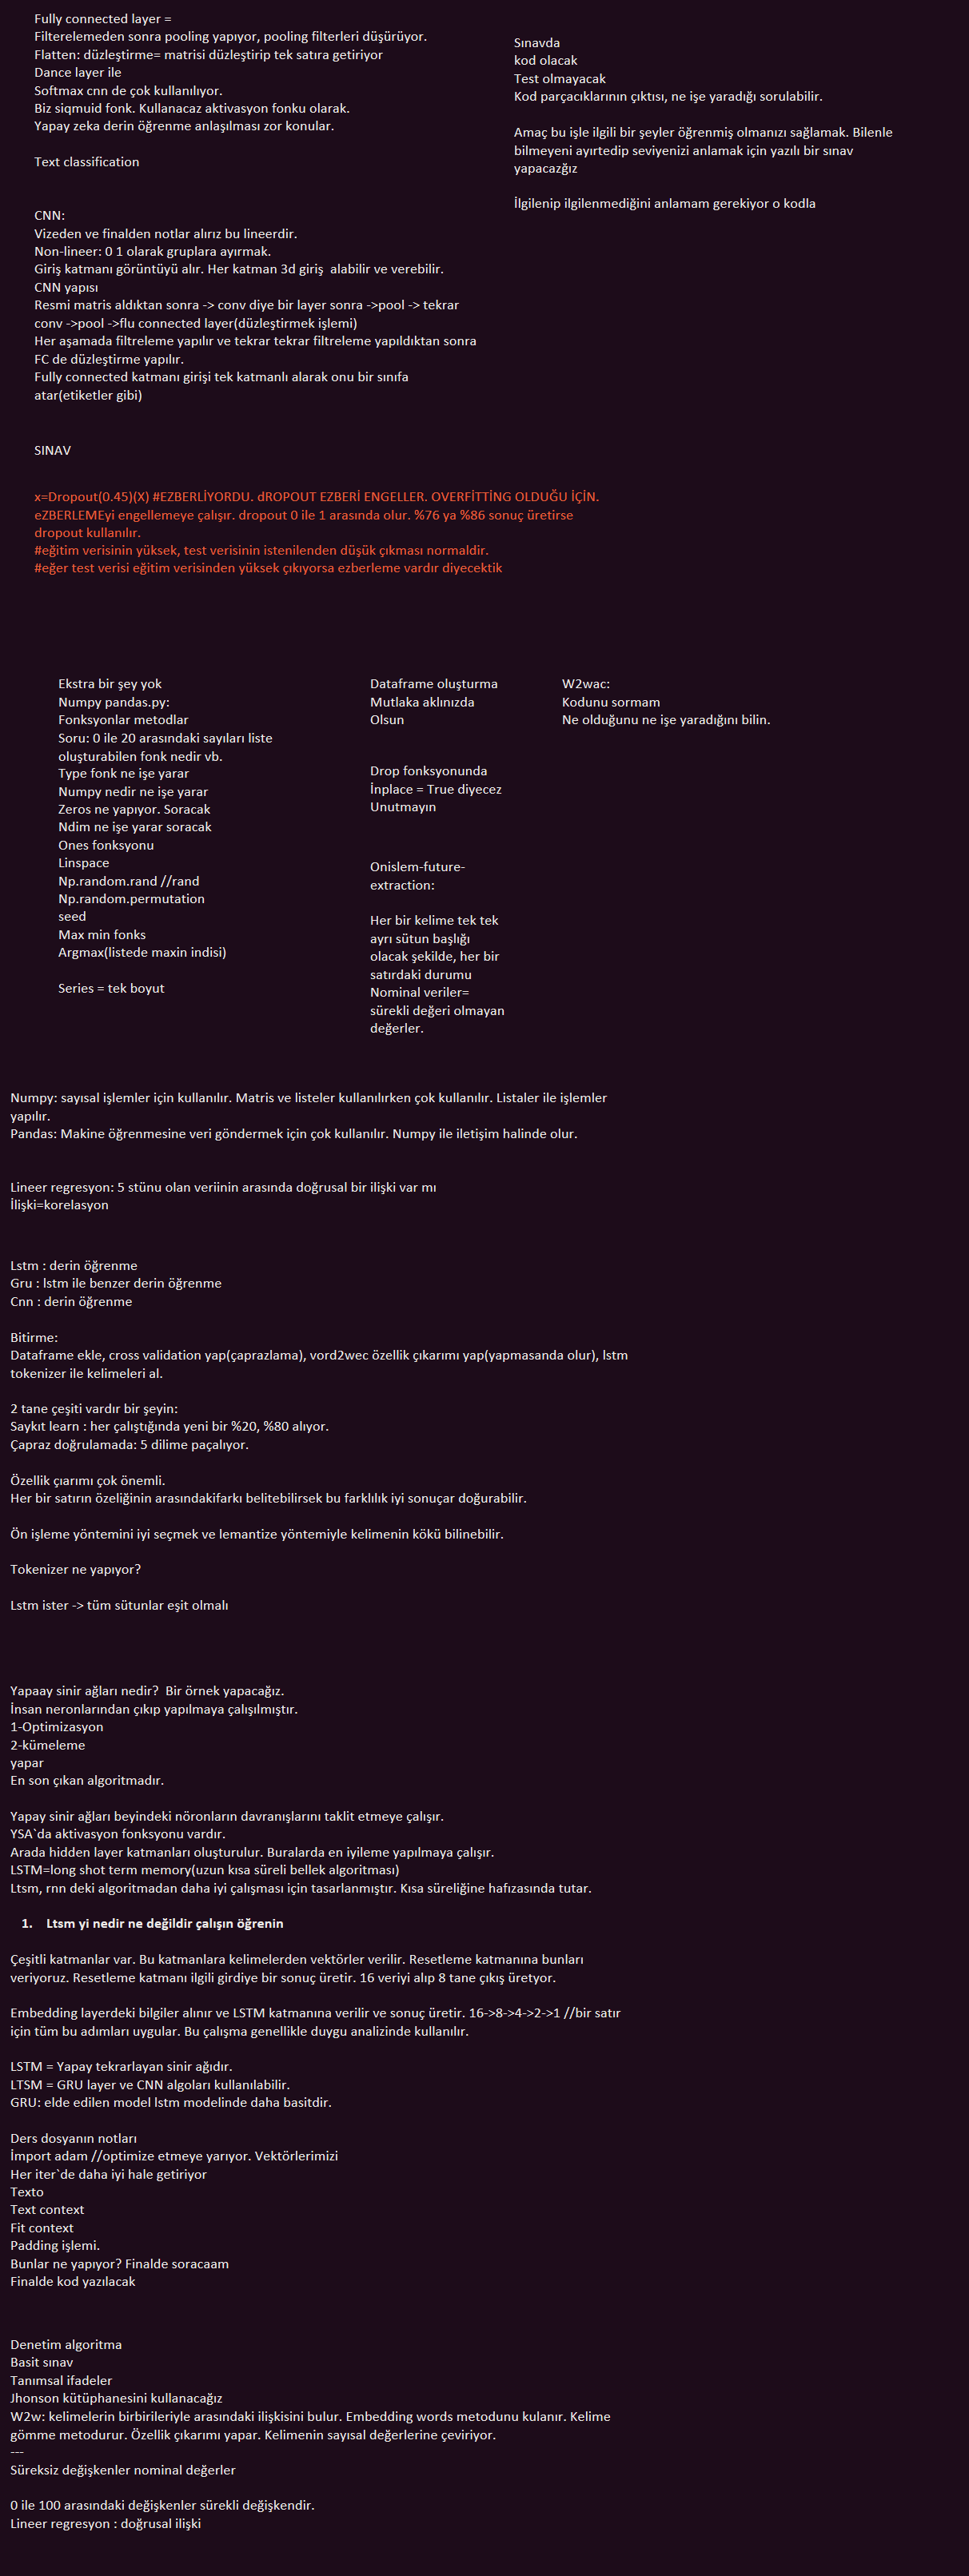 Fully connected layer =
Filterelemeden sonra pooling yapıyor, pooling filterleri düşürüyor.
Flatten: düzleştirme= matrisi düzleştirip tek satıra getiriyor
Dance layer ile
Softmax cnn de çok kullanılıyor.
Biz siqmuid fonk. Kullanacaz aktivasyon fonku olarak.
Yapay zeka derin öğrenme anlaşılması zor konular.
Text classification
Sınavda
kod olacak
Test olmayacak
Kod parçacıklarının çıktısı, ne işe yaradığı sorulabilir.
Amaç bu işle ilgili bir şeyler öğrenmiş olmanızı sağlamak. Bilenle
bilmeyeni ayırtedip seviyenizi anlamak için yazılı bir sınav
yapacazğız
İlgilenip ilgilenmediğini anlamam gerekiyor o kodla
CNN:
Vizeden ve finalden notlar alırız bu lineerdir.
Non-lineer: 0 1 olarak gruplara ayırmak.
Giriş katmanı görüntüyü alır. Her katman 3d giriş  alabilir ve verebilir.
CNN yapısı
Resmi matris aldıktan sonra -> conv diye bir layer sonra ->pool -> tekrar
conv ->pool ->flu connected layer(düzleştirmek işlemi)
Her aşamada filtreleme yapılır ve tekrar tekrar filtreleme yapıldıktan sonra
FC de düzleştirme yapılır.
Fully connected katmanı girişi tek katmanlı alarak onu bir sınıfa
atar(etiketler gibi)
SINAV
x=Dropout(0.45)(X) #EZBERLİYORDU. dROPOUT EZBERİ ENGELLER. OVERFİTTİNG OLDUĞU İÇİN.
eZBERLEMEyi engellemeye çalışır. dropout 0 ile 1 arasında olur. %76 ya %86 sonuç üretirse
dropout kullanılır.
#eğitim verisinin yüksek, test verisinin istenilenden düşük çıkması normaldir.
#eğer test verisi eğitim verisinden yüksek çıkıyorsa ezberleme vardır diyecektik
Ekstra bir şey yok
Numpy pandas.py:
Fonksyonlar metodlar
Soru: 0 ile 20 arasındaki sayıları liste
oluşturabilen fonk nedir vb.
Type fonk ne işe yarar
Numpy nedir ne işe yarar
Zeros ne yapıyor. Soracak
Ndim ne işe yarar soracak
Ones fonksyonu
Linspace
Np.random.rand //rand
Np.random.permutation
seed
Max min fonks
Argmax(listede maxin indisi)
Series = tek boyut
Dataframe oluşturma
Mutlaka aklınızda
Olsun
Drop fonksyonunda
İnplace = True diyecez
Unutmayın
Onislem-future-
extraction:
Her bir kelime tek tek
ayrı sütun başlığı
olacak şekilde, her bir
satırdaki durumu
Nominal veriler=
sürekli değeri olmayan
değerler.
W2wac:
Kodunu sormam
Ne olduğunu ne işe yaradığını bilin.
Numpy: sayısal işlemler için kullanılır. Matris ve listeler kullanılırken çok kullanılır. Listaler ile işlemler
yapılır.
Pandas: Makine öğrenmesine veri göndermek için çok kullanılır. Numpy ile iletişim halinde olur.
Lineer regresyon: 5 stünu olan veriinin arasında doğrusal bir ilişki var mı
İlişki=korelasyon
Lstm : derin öğrenme
Gru : lstm ile benzer derin öğrenme
Cnn : derin öğrenme
Bitirme:
Dataframe ekle, cross validation yap(çaprazlama), vord2wec özellik çıkarımı yap(yapmasanda olur), lstm
tokenizer ile kelimeleri al.
2 tane çeşiti vardır bir şeyin:
Saykıt learn : her çalıştığında yeni bir %20, %80 alıyor.
Çapraz doğrulamada: 5 dilime paçalıyor.
Özellik çıarımı çok önemli.
Her bir satırın özeliğinin arasındakifarkı belitebilirsek bu farklılık iyi sonuçar doğurabilir.
Ön işleme yöntemini iyi seçmek ve lemantize yöntemiyle kelimenin kökü bilinebilir.
Tokenizer ne yapıyor?
Lstm ister -> tüm sütunlar eşit olmalı
Yapaay sinir ağları nedir?  Bir örnek yapacağız.
İnsan neronlarından çıkıp yapılmaya çalışılmıştır.
1-Optimizasyon
2-kümeleme
yapar
En son çıkan algoritmadır.
Yapay sinir ağları beyindeki nöronların davranışlarını taklit etmeye çalışır.
YSA`da aktivasyon fonksyonu vardır.
Arada hidden layer katmanları oluşturulur. Buralarda en iyileme yapılmaya çalışır.
LSTM=long shot term memory(uzun kısa süreli bellek algoritması)
Ltsm, rnn deki algoritmadan daha iyi çalışması için tasarlanmıştır. Kısa süreliğine hafızasında tutar.
1. Ltsm yi nedir ne değildir çalışın öğrenin
Çeşitli katmanlar var. Bu katmanlara kelimelerden vektörler verilir. Resetleme katmanına bunları
veriyoruz. Resetleme katmanı ilgili girdiye bir sonuç üretir. 16 veriyi alıp 8 tane çıkış üretyor.
Embedding layerdeki bilgiler alınır ve LSTM katmanına verilir ve sonuç üretir. 16->8->4->2->1 //bir satır
için tüm bu adımları uygular. Bu çalışma genellikle duygu analizinde kullanılır.
LSTM = Yapay tekrarlayan sinir ağıdır.
LTSM = GRU layer ve CNN algoları kullanılabilir.
GRU: elde edilen model lstm modelinde daha basitdir.
Ders dosyanın notları
İmport adam //optimize etmeye yarıyor. Vektörlerimizi
Her iter`de daha iyi hale getiriyor
Texto
Text context
Fit context
Padding işlemi.
Bunlar ne yapıyor? Finalde soracaam
Finalde kod yazılacak
Denetim algoritma
Basit sınav
Tanımsal ifadeler
Jhonson kütüphanesini kullanacağız
W2w: kelimelerin birbirileriyle arasındaki ilişkisini bulur. Embedding words metodunu kulanır. Kelime
gömme metodurur. Özellik çıkarımı yapar. Kelimenin sayısal değerlerine çeviriyor.
---
Süreksiz değişkenler nominal değerler
0 ile 100 arasındaki değişkenler sürekli değişkendir.
Lineer regresyon : doğrusal ilişki